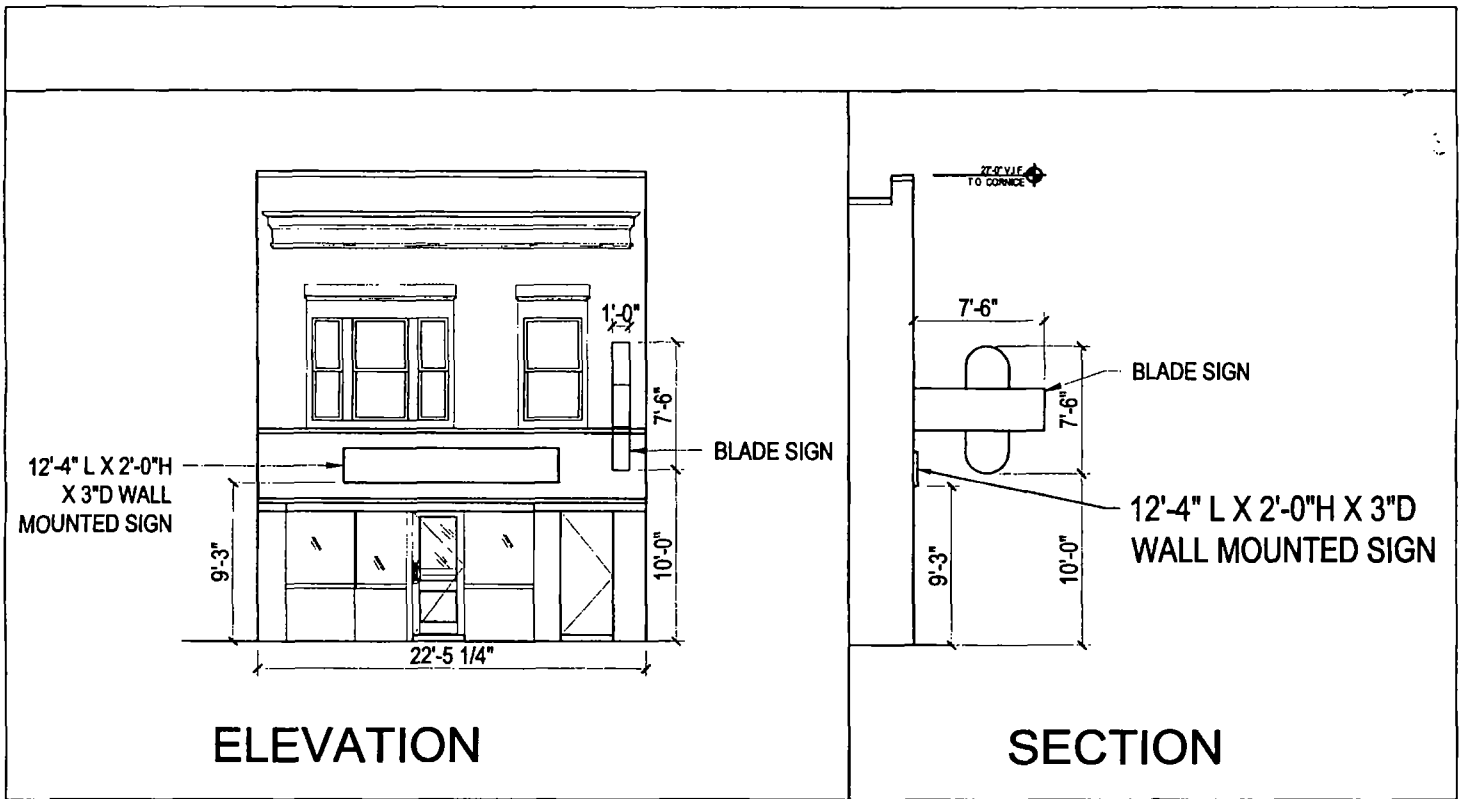 1'-0"
7'-6"
BLADE SIGN
12'-4" L X 2'-0"H
X 3"D WALL
MOUNTED SIGN
9'-3"
10'-0"
22'-5 1/4"
ELEVATION
27'-0" V.I.F.
T.O CORNICE
7'-6"
BLADE SIGN
7'-6"
12'-4" L X 2'-0"H X 3"D
WALL MOUNTED SIGN
9'-3"
10'-0"
SECTION